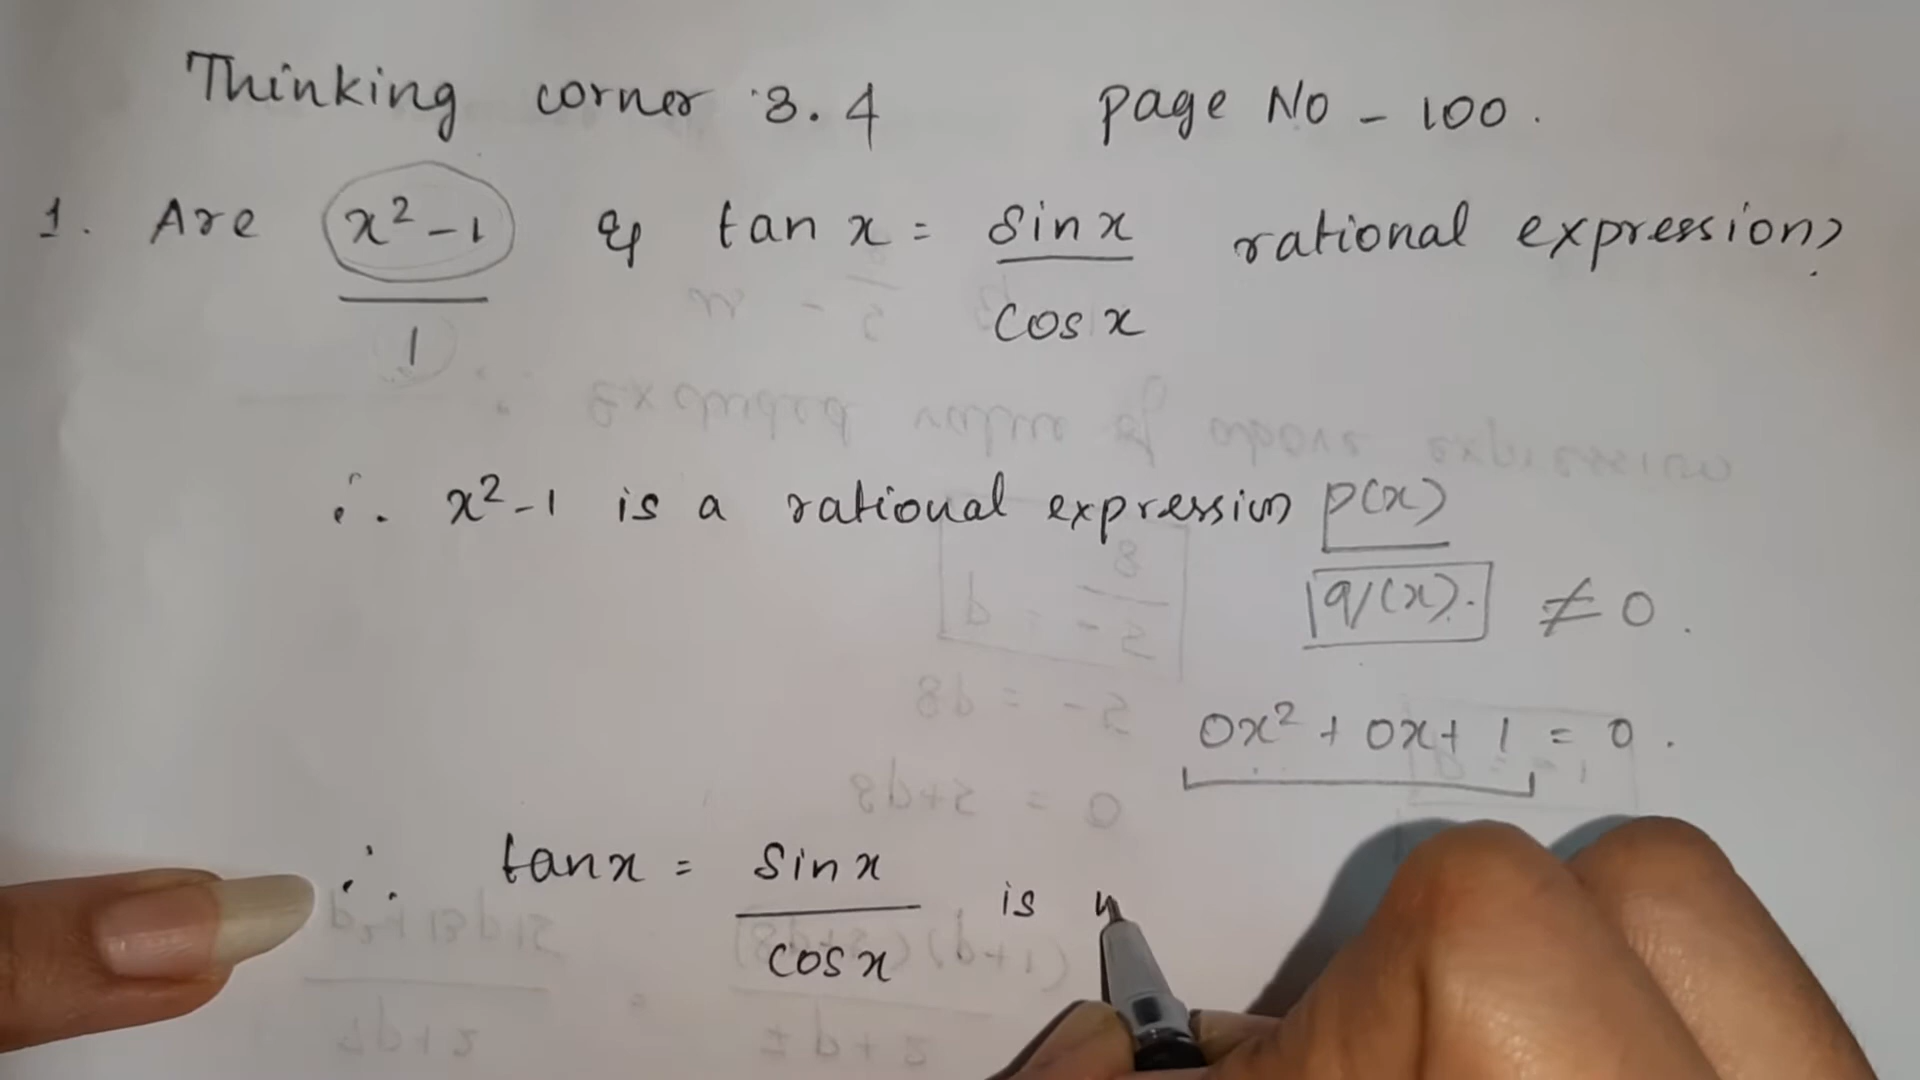 Thinking corner 3.4 page No - 100.
1. Are x² - 1 & tan x = sin x rational expression?
1 cos x
∴ x² - 1 is a rational expression p(x)
q(x). ≠ 0.
0x² + 0x + 1 = 0.
∴ tan x = sin x is
cos x